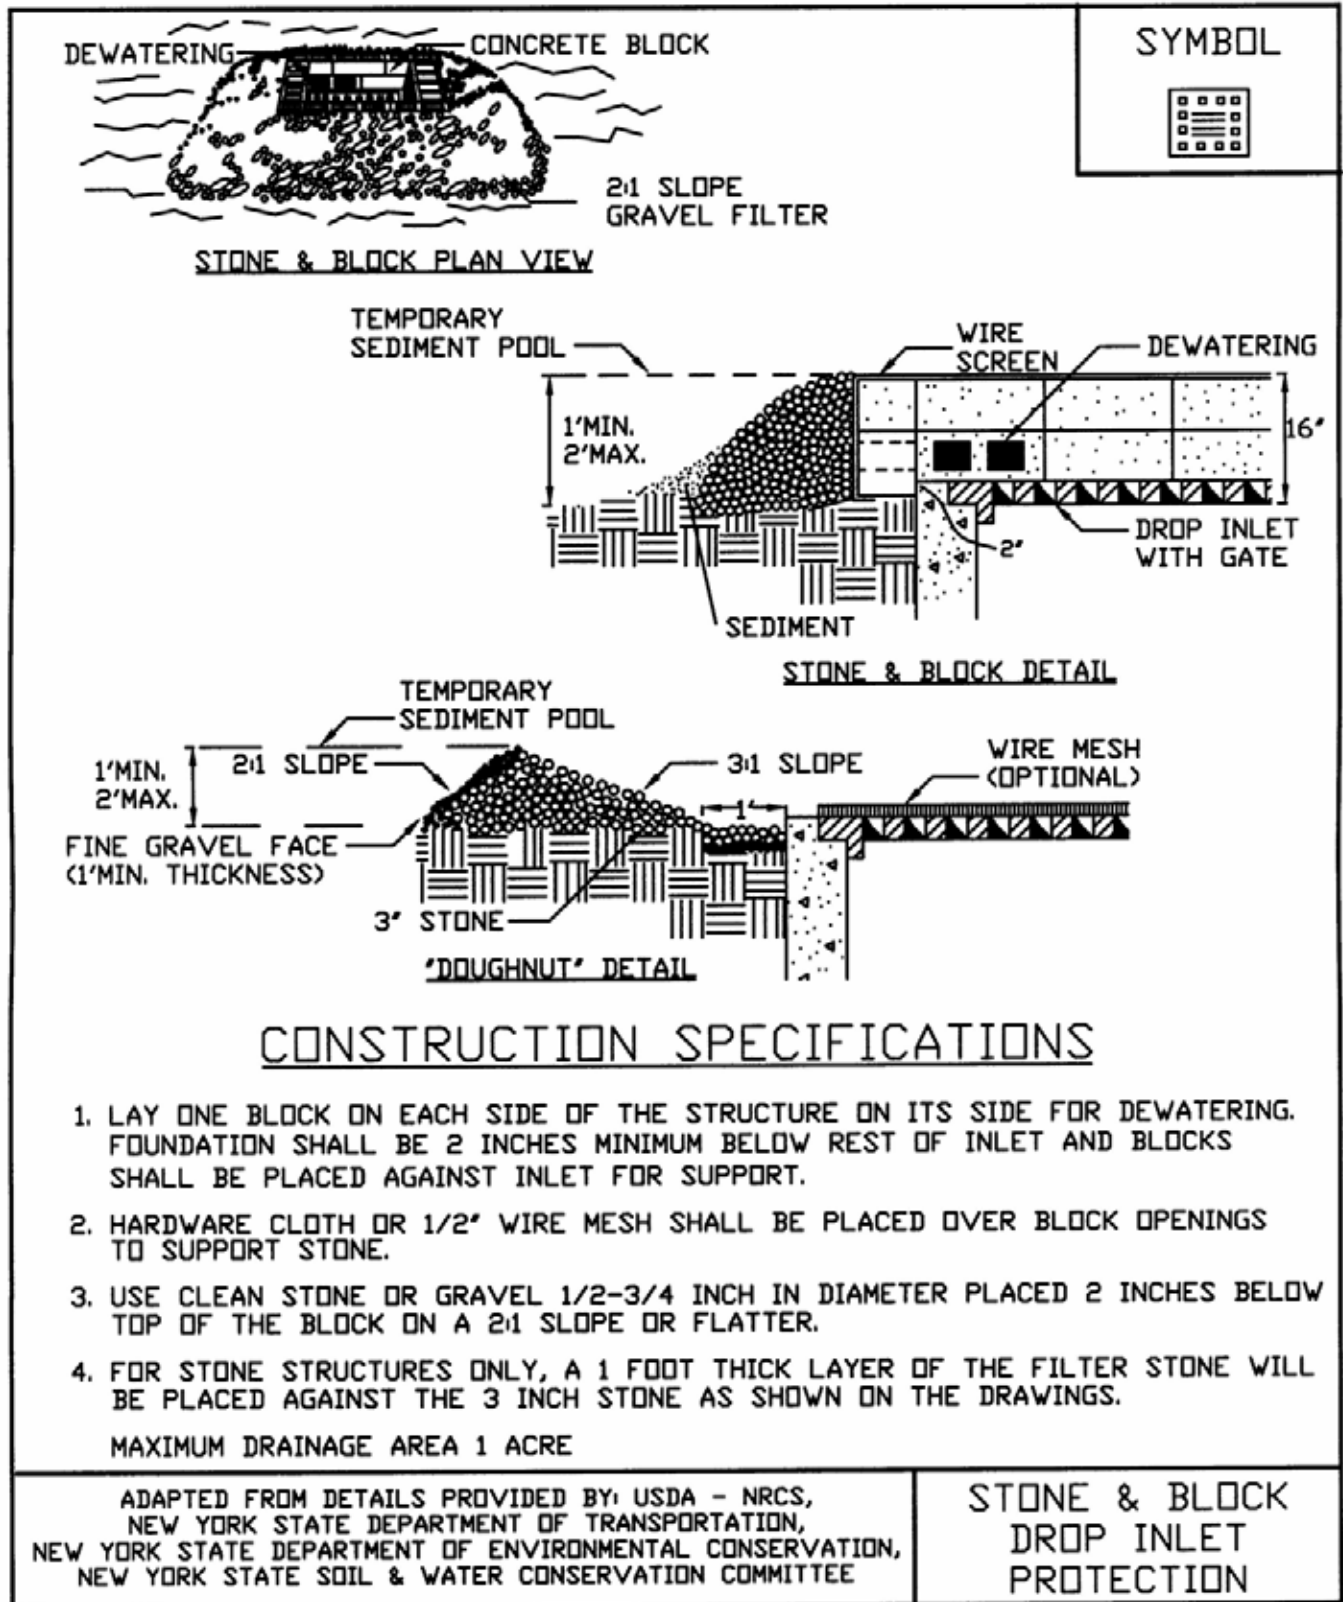 DEWATERING
CONCRETE BLOCK
SYMBOL
2:1 SLOPE
GRAVEL FILTER
STONE & BLOCK PLAN VIEW
TEMPORARY
SEDIMENT POOL
WIRE
SCREEN
DEWATERING
1'MIN.
2'MAX.
16"
2"
DROP INLET
WITH GATE
SEDIMENT
STONE & BLOCK DETAIL
TEMPORARY
SEDIMENT POOL
1'MIN.
2'MAX.
2:1 SLOPE
3:1 SLOPE
WIRE MESH
(OPTIONAL)
1'
FINE GRAVEL FACE
(1'MIN. THICKNESS)
3" STONE
"DOUGHNUT" DETAIL
CONSTRUCTION SPECIFICATIONS
1. LAY ONE BLOCK ON EACH SIDE OF THE STRUCTURE ON ITS SIDE FOR DEWATERING.
FOUNDATION SHALL BE 2 INCHES MINIMUM BELOW REST OF INLET AND BLOCKS
SHALL BE PLACED AGAINST INLET FOR SUPPORT.
2. HARDWARE CLOTH OR 1/2" WIRE MESH SHALL BE PLACED OVER BLOCK OPENINGS
TO SUPPORT STONE.
3. USE CLEAN STONE OR GRAVEL 1/2-3/4 INCH IN DIAMETER PLACED 2 INCHES BELOW
TOP OF THE BLOCK ON A 2:1 SLOPE OR FLATTER.
4. FOR STONE STRUCTURES ONLY, A 1 FOOT THICK LAYER OF THE FILTER STONE WILL
BE PLACED AGAINST THE 3 INCH STONE AS SHOWN ON THE DRAWINGS.
MAXIMUM DRAINAGE AREA 1 ACRE
ADAPTED FROM DETAILS PROVIDED BY: USDA - NRCS,
NEW YORK STATE DEPARTMENT OF TRANSPORTATION,
NEW YORK STATE DEPARTMENT OF ENVIRONMENTAL CONSERVATION,
NEW YORK STATE SOIL & WATER CONSERVATION COMMITTEE
STONE & BLOCK
DROP INLET
PROTECTION